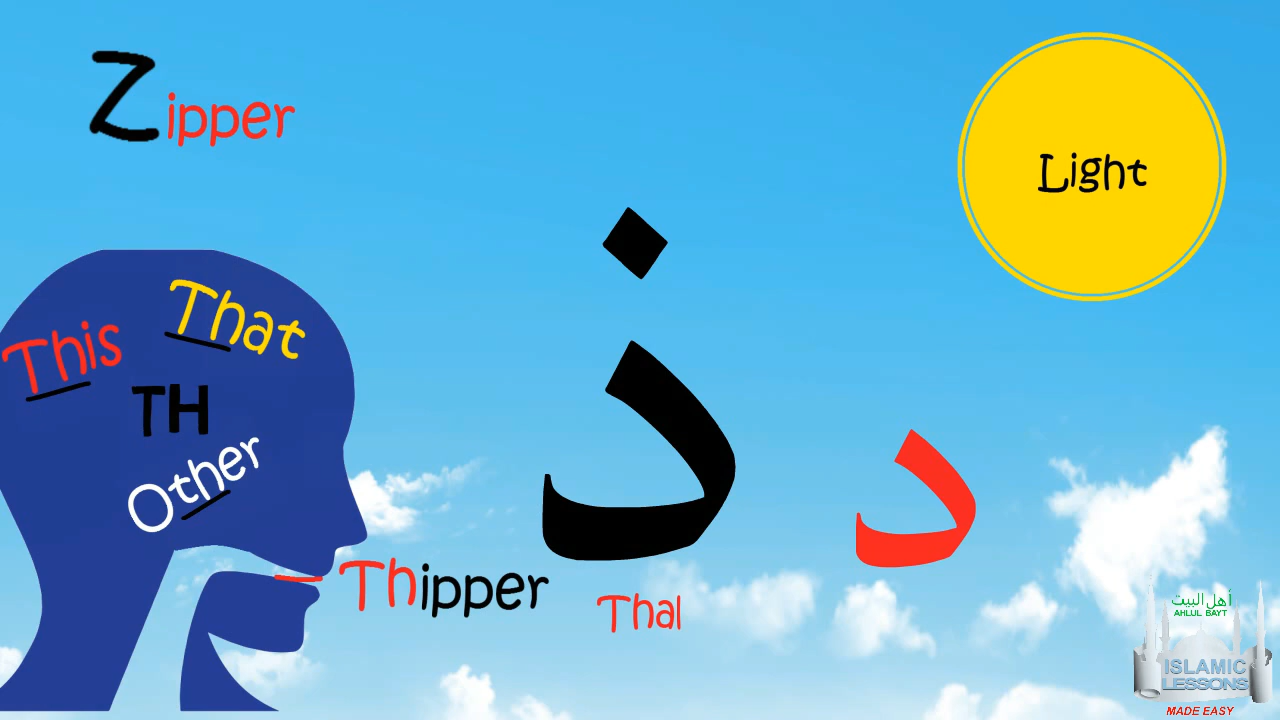 Zipper
Light
ذ
د
This
That
TH
Other
Thipper
Thal
أهل البيت
AHLUL BAYT
ISLAMIC
LESSONS
MADE EASY